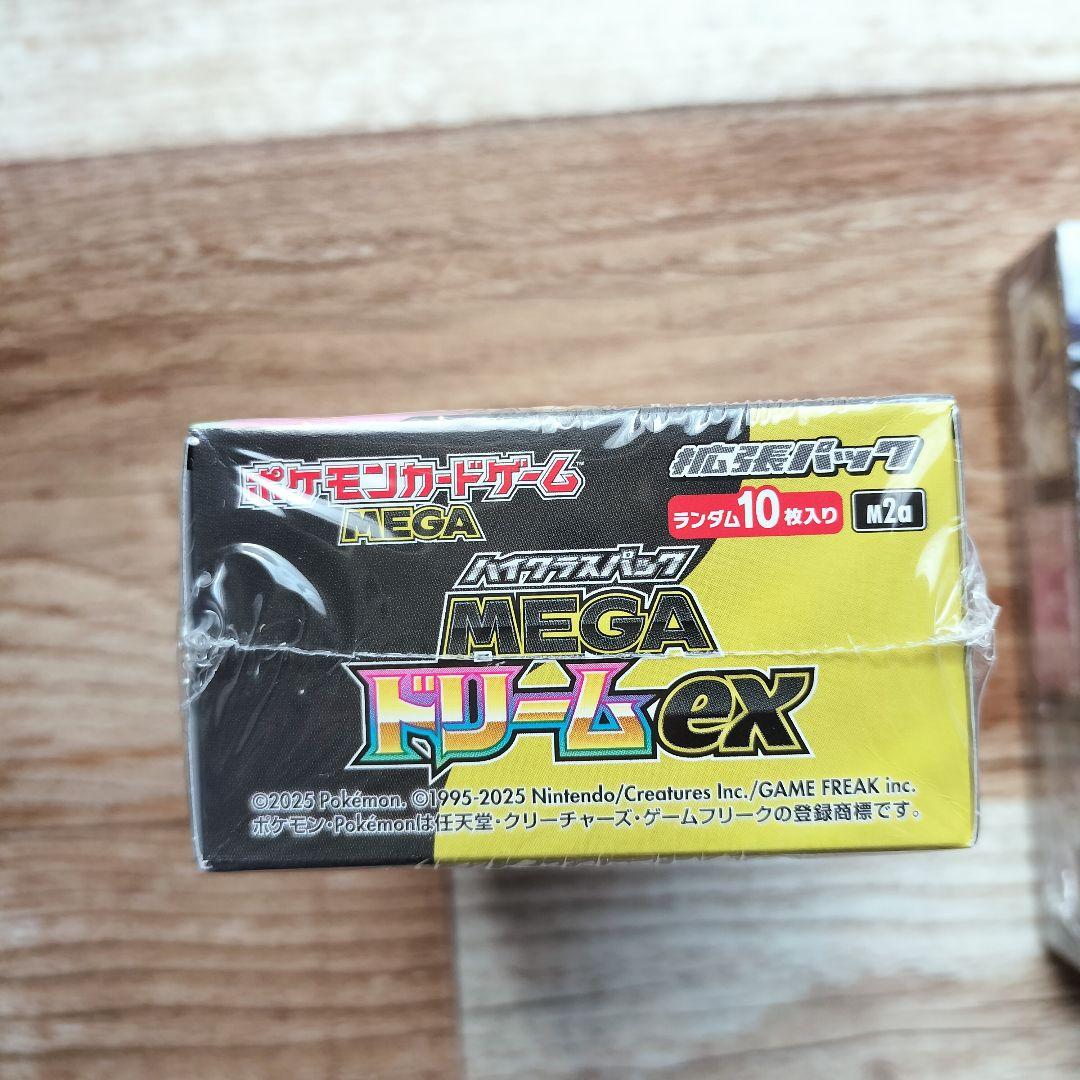 ポケモンカードゲーム
MEGA
拡張パック
ランダム10枚入り
M2a
ハイクラスパック
MEGA
ドリームex
©2025 Pokémon. ©1995-2025 Nintendo/Creatures Inc./GAME FREAK inc.
ポケモン・Pokémonは任天堂・クリーチャーズ・ゲームフリークの登録商標です。